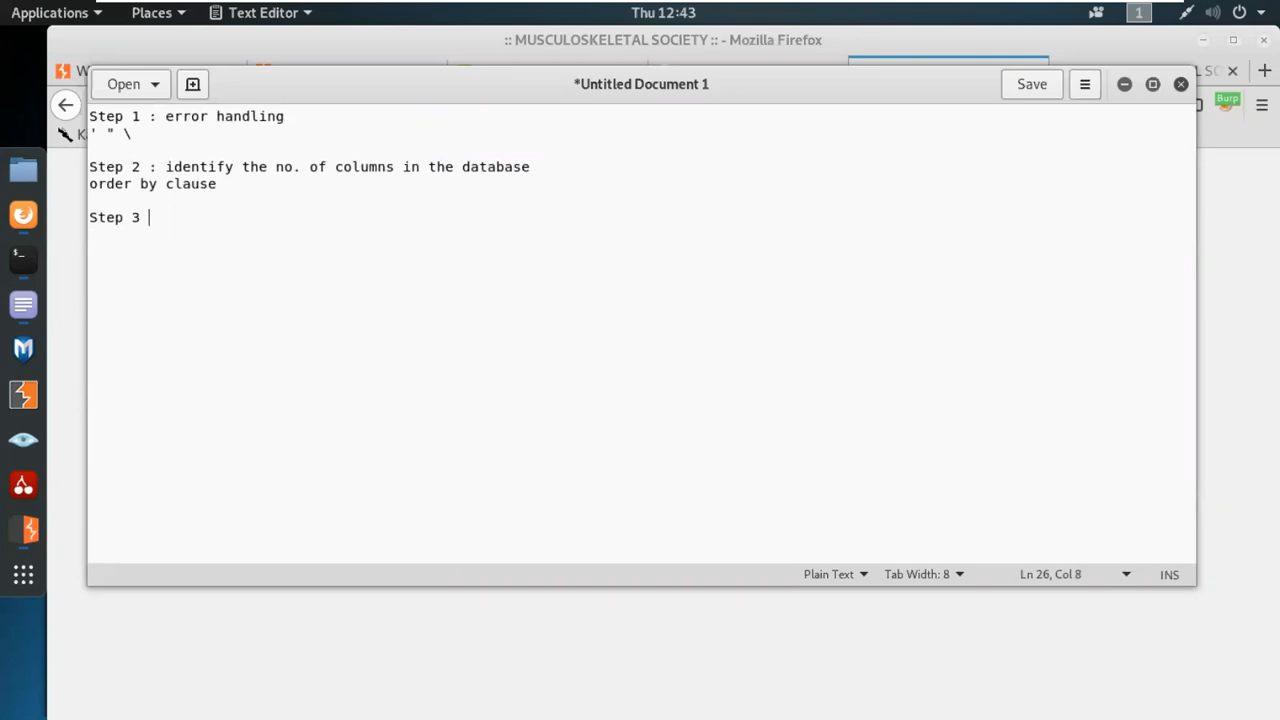 Applications Places Text Editor Thu 12:43 1
:: MUSCULOSKELETAL SOCIETY :: - Mozilla Firefox
Open *Untitled Document 1 Save
Burp
Step 1 : error handling
' " \
Step 2 : identify the no. of columns in the database
order by clause
Step 3
Plain Text Tab Width: 8 Ln 26, Col 8 INS